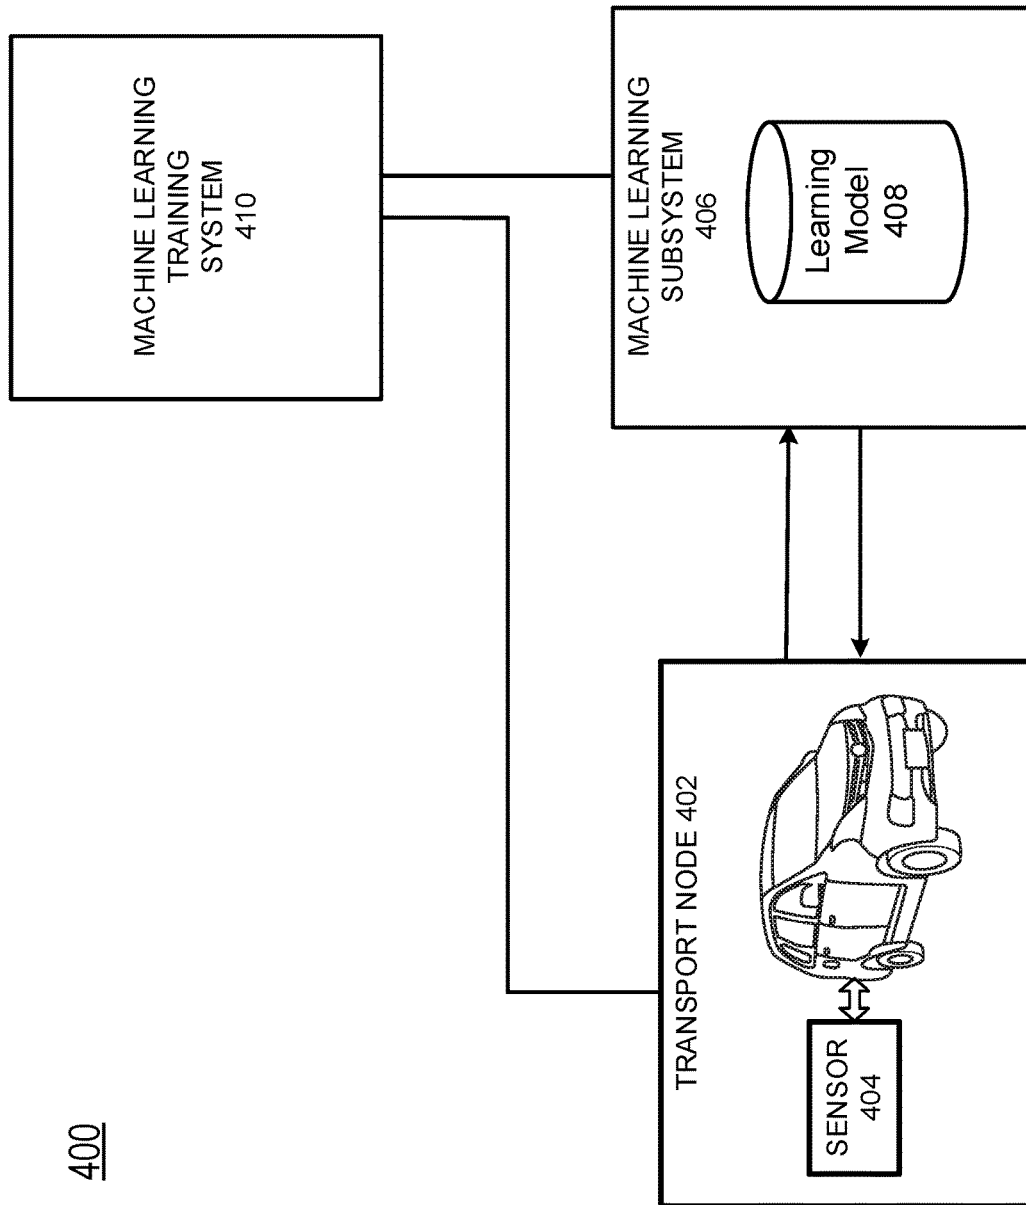 400
MACHINE LEARNING
TRAINING
SYSTEM
410
TRANSPORT NODE 402
SENSOR
404
MACHINE LEARNING
SUBSYSTEM
406
Learning
Model
408